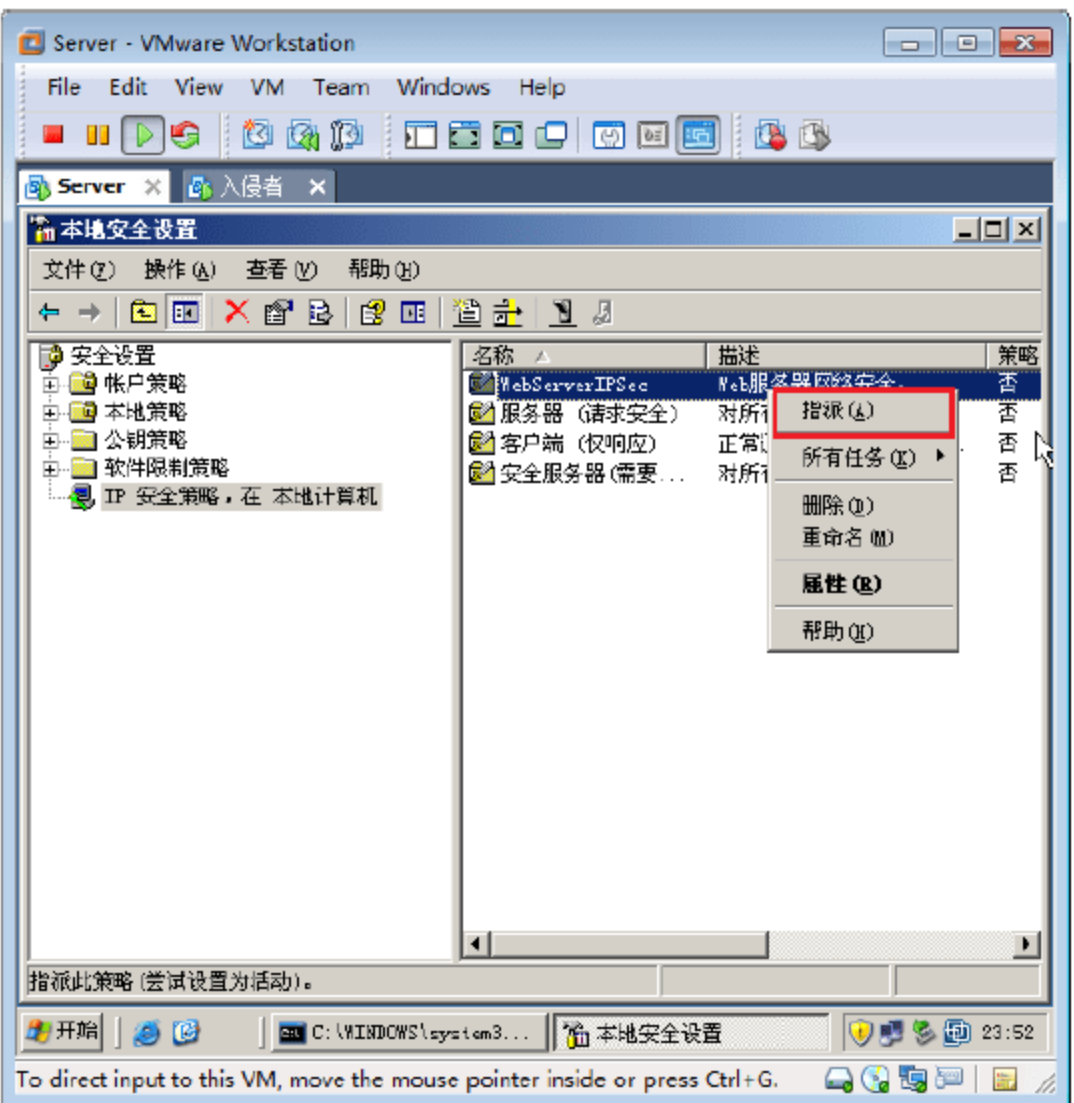 Server - VMware Workstation
File Edit View VM Team Windows Help
Server 入侵者
本地安全设置
文件(F) 操作(A) 查看(V) 帮助(H)
安全设置
帐户策略
本地策略
公钥策略
软件限制策略
IP 安全策略，在 本地计算机
名称 描述 策略
WebServerIPSec Web服务器网络安全。 否
服务器 (请求安全) 对所有 否
客户端 (仅响应) 正常 否
安全服务器(需要... 对所有 否
指派(A)
所有任务(K)
删除(D)
重命名(M)
属性(R)
帮助(H)
指派此策略(尝试设置为活动)。
开始 C:\WINDOWS\system3... 本地安全设置 23:52
To direct input to this VM, move the mouse pointer inside or press Ctrl+G.